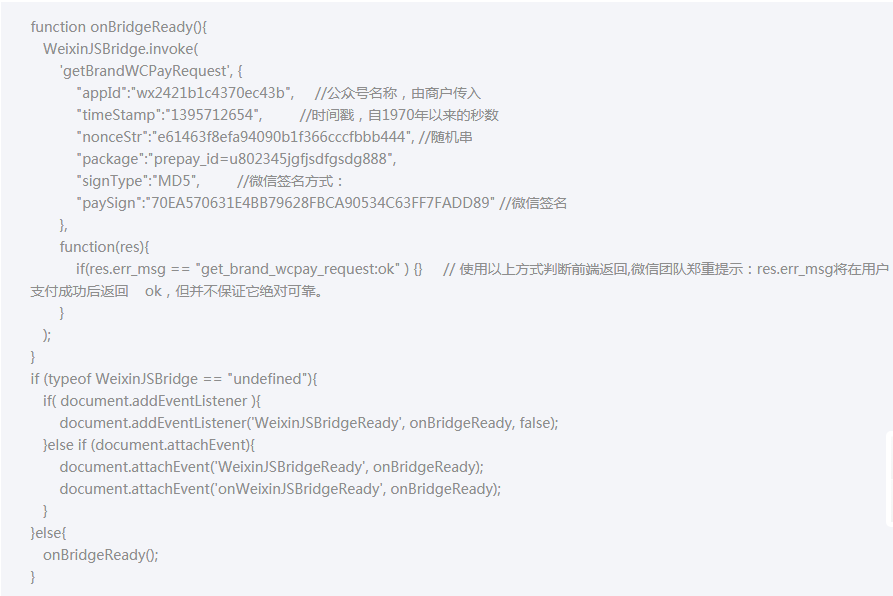 function onBridgeReady(){
WeixinJSBridge.invoke(
'getBrandWCPayRequest', {
"appId":"wx2421b1c4370ec43b", //公众号名称，由商户传入
"timeStamp":"1395712654", //时间戳，自1970年以来的秒数
"nonceStr":"e61463f8efa94090b1f366cccfbbb444", //随机串
"package":"prepay_id=u802345jgfjsdfgsdg888",
"signType":"MD5", //微信签名方式：
"paySign":"70EA570631E4BB79628FBCA90534C63FF7FADD89" //微信签名
},
function(res){
if(res.err_msg == "get_brand_wcpay_request:ok" ) {} // 使用以上方式判断前端返回,微信团队郑重提示：res.err_msg将在用户
支付成功后返回 ok，但并不保证它绝对可靠。
}
);
}
if (typeof WeixinJSBridge == "undefined"){
if( document.addEventListener ){
document.addEventListener('WeixinJSBridgeReady', onBridgeReady, false);
}else if (document.attachEvent){
document.attachEvent('WeixinJSBridgeReady', onBridgeReady);
document.attachEvent('onWeixinJSBridgeReady', onBridgeReady);
}
}else{
onBridgeReady();
}